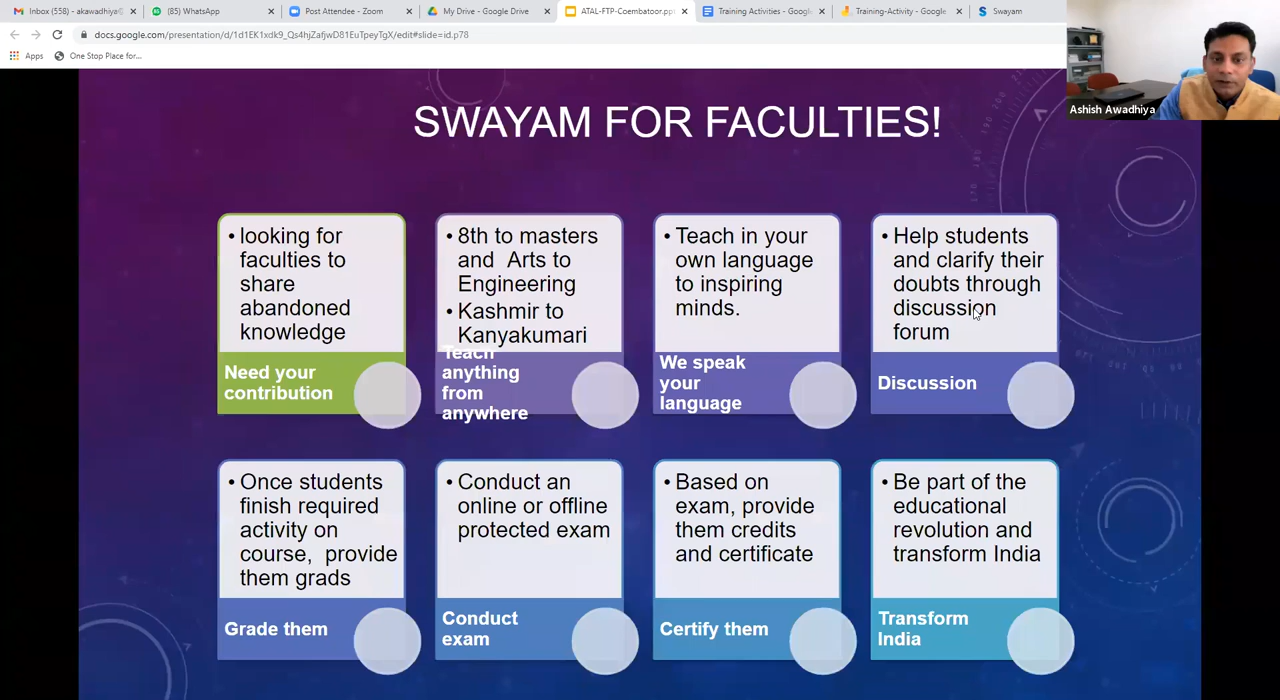 Inbox (558) - akawadhiya@
(85) WhatsApp
Post Attendee - Zoom
My Drive - Google Drive
ATAL-FTP-Coembatoor.pp
Training Activities - Googl
Training-Activity - Google
Swayam
docs.google.com/presentation/d/1d1EK1xdk9_Qs4hjZafjwD81EuTpeyTgX/edit#slide=id.p78
Apps
One Stop Place for...
Ashish Awadhiya
SWAYAM FOR FACULTIES!
• looking for
faculties to
share
abandoned
knowledge
Need your
contribution
• 8th to masters
and Arts to
Engineering
• Kashmir to
Kanyakumari
Teach
anything
from
anywhere
• Teach in your
own language
to inspiring
minds.
We speak
your
language
• Help students
and clarify their
doubts through
discussion
forum
Discussion
• Once students
finish required
activity on
course, provide
them grads
Grade them
• Conduct an
online or offline
protected exam
Conduct
exam
• Based on
exam, provide
them credits
and certificate
Certify them
• Be part of the
educational
revolution and
transform India
Transform
India